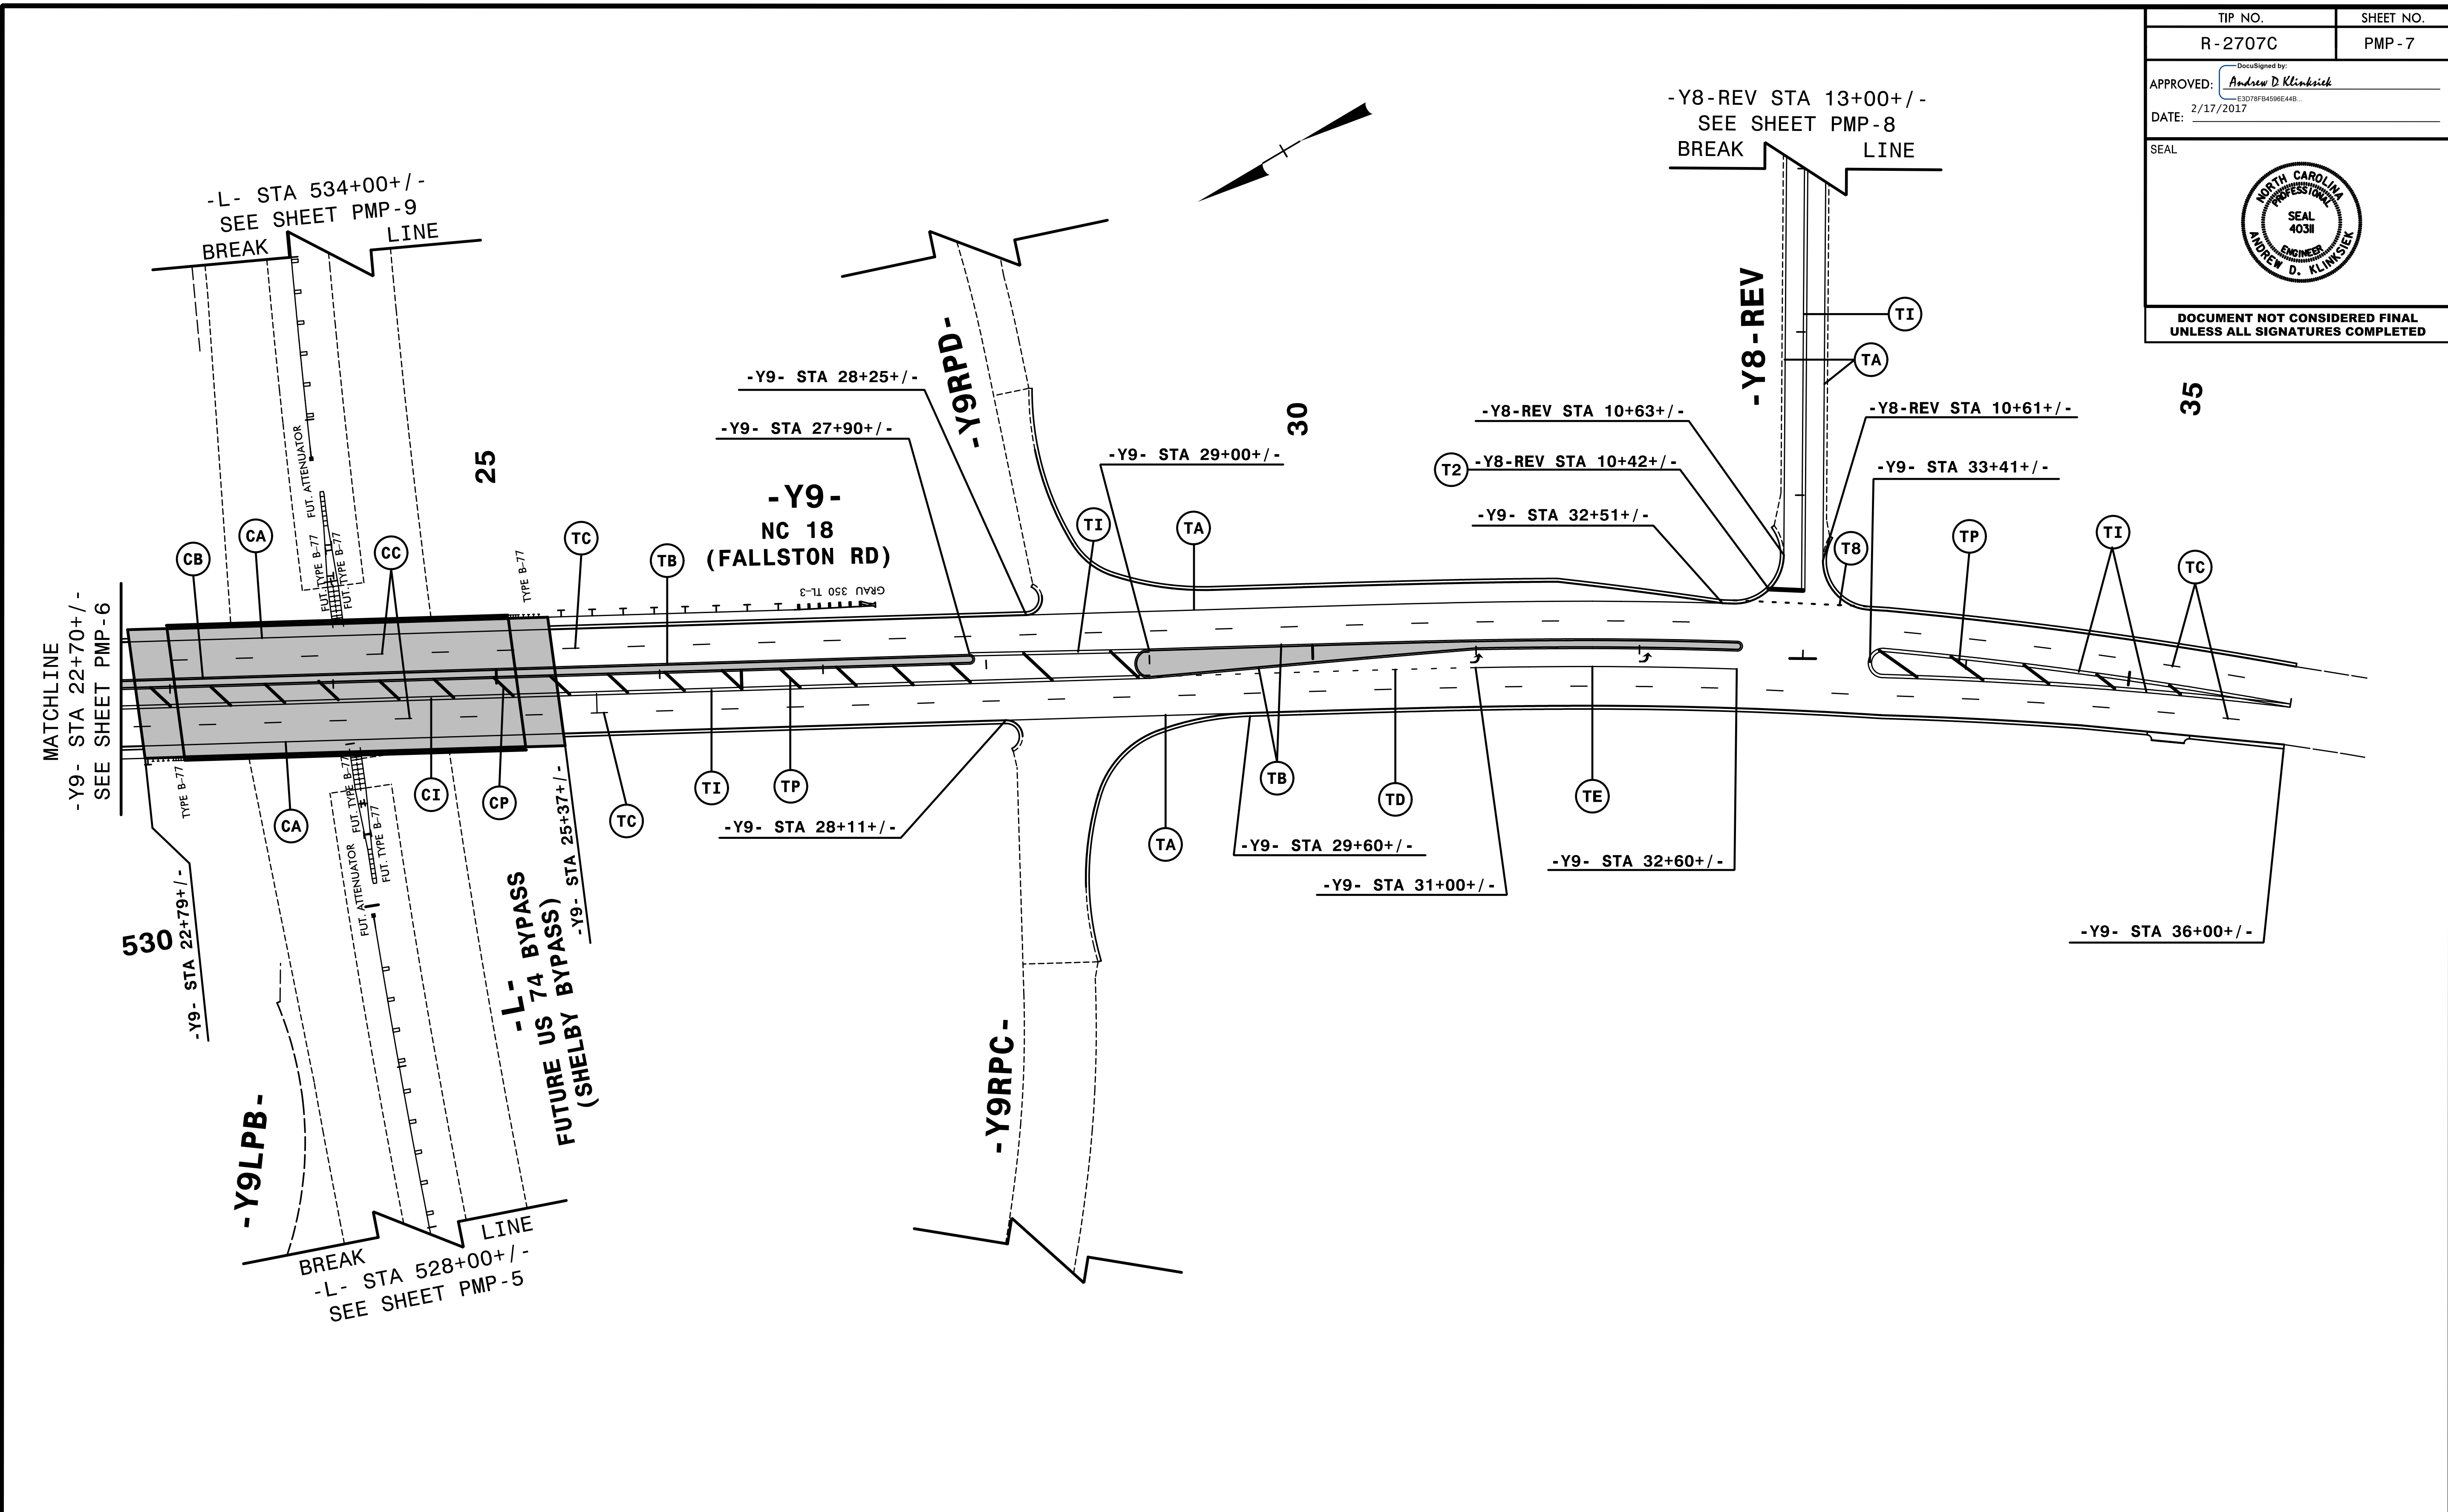 TIP NO.
SHEET NO.
R-2707C
PMP-7
APPROVED:
DocuSigned by:
Andrew D. Klinksiek
E3D78FB4596E44B...
DATE: 2/17/2017
SEAL
NORTH CAROLINA
PROFESSIONAL
SEAL
40311
ENGINEER
ANDREW D. KLINKSIEK
DOCUMENT NOT CONSIDERED FINAL
UNLESS ALL SIGNATURES COMPLETED
-Y8-REV STA 13+00+/-
SEE SHEET PMP-8
BREAK LINE
-L- STA 534+00+/-
SEE SHEET PMP-9
BREAK LINE
-Y9RPD-
-Y8-REV
TI
TA
-Y9- STA 28+25+/-
-Y9- STA 27+90+/-
-Y9- STA 29+00+/-
30
35
-Y8-REV STA 10+63+/-
-Y8-REV STA 10+61+/-
T2
-Y8-REV STA 10+42+/-
-Y9- STA 33+41+/-
-Y9- STA 32+51+/-
25
-Y9-
NC 18
(FALLSTON RD)
FUT. ATTENUATOR
FUT. TYPE B-77
FUT. TYPE B-77
TYPE B-77
GRAU 350 TL-3
CB
CA
CC
TC
TB
TI
TA
T8
TP
TI
TC
MATCHLINE
-Y9- STA 22+70+/-
SEE SHEET PMP-6
TYPE B-77
CA
CI
CP
TC
TI
TP
TA
TB
TD
TE
FUT. ATTENUATOR
FUT. TYPE B-77
FUT. TYPE B-77
-Y9- STA 25+37+/-
-Y9- STA 28+11+/-
-Y9- STA 29+60+/-
-Y9- STA 31+00+/-
-Y9- STA 32+60+/-
-Y9- STA 36+00+/-
530
-Y9- STA 22+79+/-
-L-
FUTURE US 74 BYPASS
(SHELBY BYPASS)
-Y9LPB-
-Y9RPC-
BREAK LINE
-L- STA 528+00+/-
SEE SHEET PMP-5